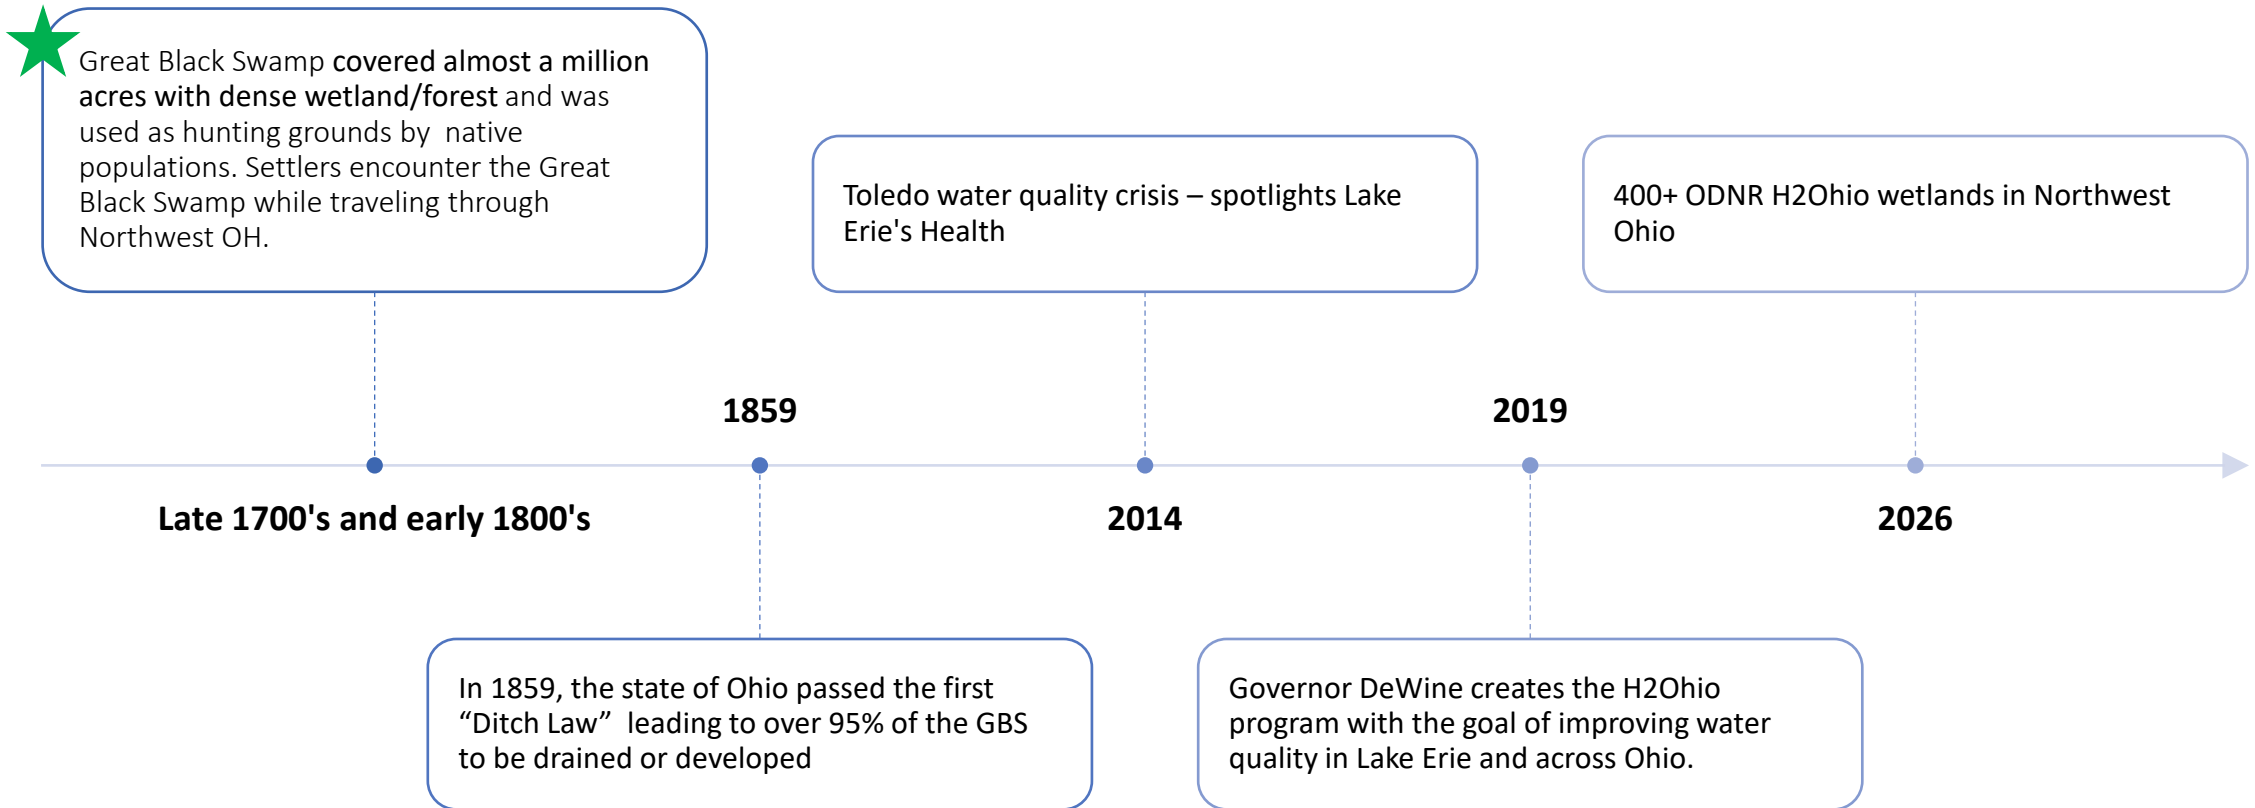 Great Black Swamp covered almost a million
acres with dense wetland/forest and was
used as hunting grounds by  native
populations. Settlers encounter the Great
Black Swamp while traveling through
Northwest OH.
Toledo water quality crisis – spotlights Lake
Erie's Health
400+ ODNR H2Ohio wetlands in Northwest
Ohio
1859
2019
Late 1700's and early 1800's
2014
2026
In 1859, the state of Ohio passed the first
“Ditch Law”  leading to over 95% of the GBS
to be drained or developed
Governor DeWine creates the H2Ohio
program with the goal of improving water
quality in Lake Erie and across Ohio.